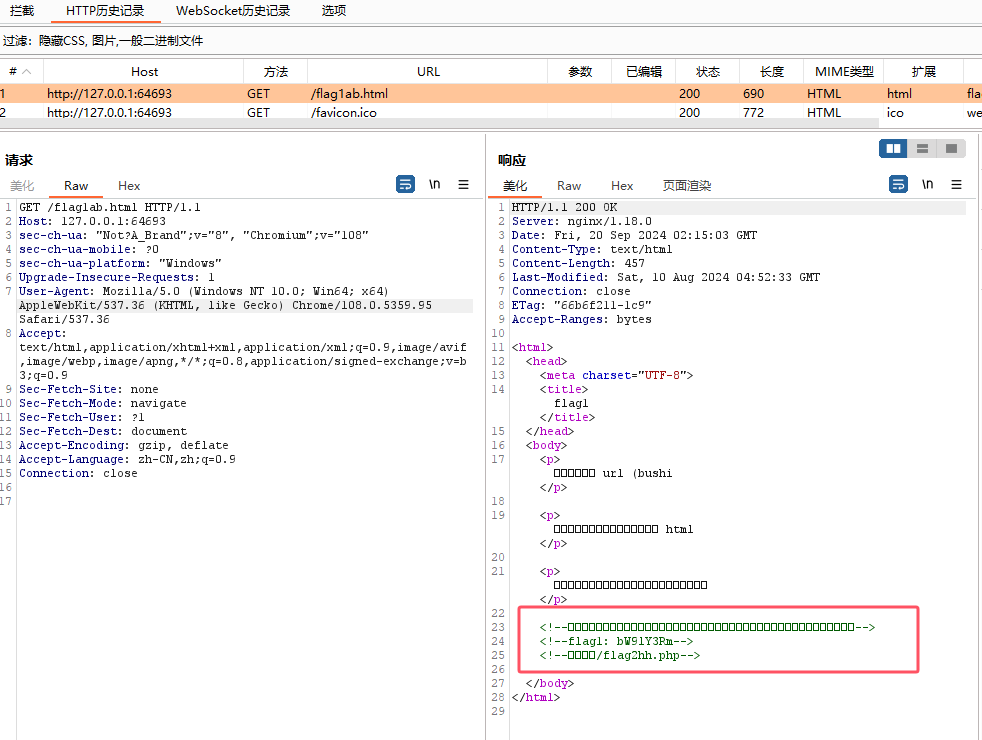 拦截 HTTP历史记录 WebSocket历史记录 选项
过滤: 隐藏CSS, 图片,一般二进制文件
# Host 方法 URL 参数 已编辑 状态 长度 MIME类型 扩展
1 http://127.0.0.1:64693 GET /flag1ab.html 200 690 HTML html fla
2 http://127.0.0.1:64693 GET /favicon.ico 200 772 HTML ico we
请求
美化 Raw Hex \n
1 GET /flag1ab.html HTTP/1.1
2 Host: 127.0.0.1:64693
3 sec-ch-ua: "Not?A_Brand";v="8", "Chromium";v="108"
4 sec-ch-ua-mobile: ?0
5 sec-ch-ua-platform: "Windows"
6 Upgrade-Insecure-Requests: 1
7 User-Agent: Mozilla/5.0 (Windows NT 10.0; Win64; x64)
AppleWebKit/537.36 (KHTML, like Gecko) Chrome/108.0.5359.95
Safari/537.36
8 Accept:
text/html,application/xhtml+xml,application/xml;q=0.9,image/avif
,image/webp,image/apng,*/*;q=0.8,application/signed-exchange;v=b
3;q=0.9
9 Sec-Fetch-Site: none
10 Sec-Fetch-Mode: navigate
11 Sec-Fetch-User: ?1
12 Sec-Fetch-Dest: document
13 Accept-Encoding: gzip, deflate
14 Accept-Language: zh-CN,zh;q=0.9
15 Connection: close
16
17
响应
美化 Raw Hex 页面渲染 \n
1 HTTP/1.1 200 OK
2 Server: nginx/1.18.0
3 Date: Fri, 20 Sep 2024 02:15:03 GMT
4 Content-Type: text/html
5 Content-Length: 457
6 Last-Modified: Sat, 10 Aug 2024 04:52:33 GMT
7 Connection: close
8 ETag: "66b6f211-1c9"
9 Accept-Ranges: bytes
10
11 <html>
12 <head>
13 <meta charset="UTF-8">
14 <title>
flag1
</title>
15 </head>
16 <body>
17 <p>
url (bushi
</p>
18
19 <p>
html
</p>
20
21 <p>
</p>
22
23 <!-- -->
24 <!--flag1: bW91Y3Rm-->
25 <!-- /flag2hh.php-->
26
27 </body>
28 </html>
29